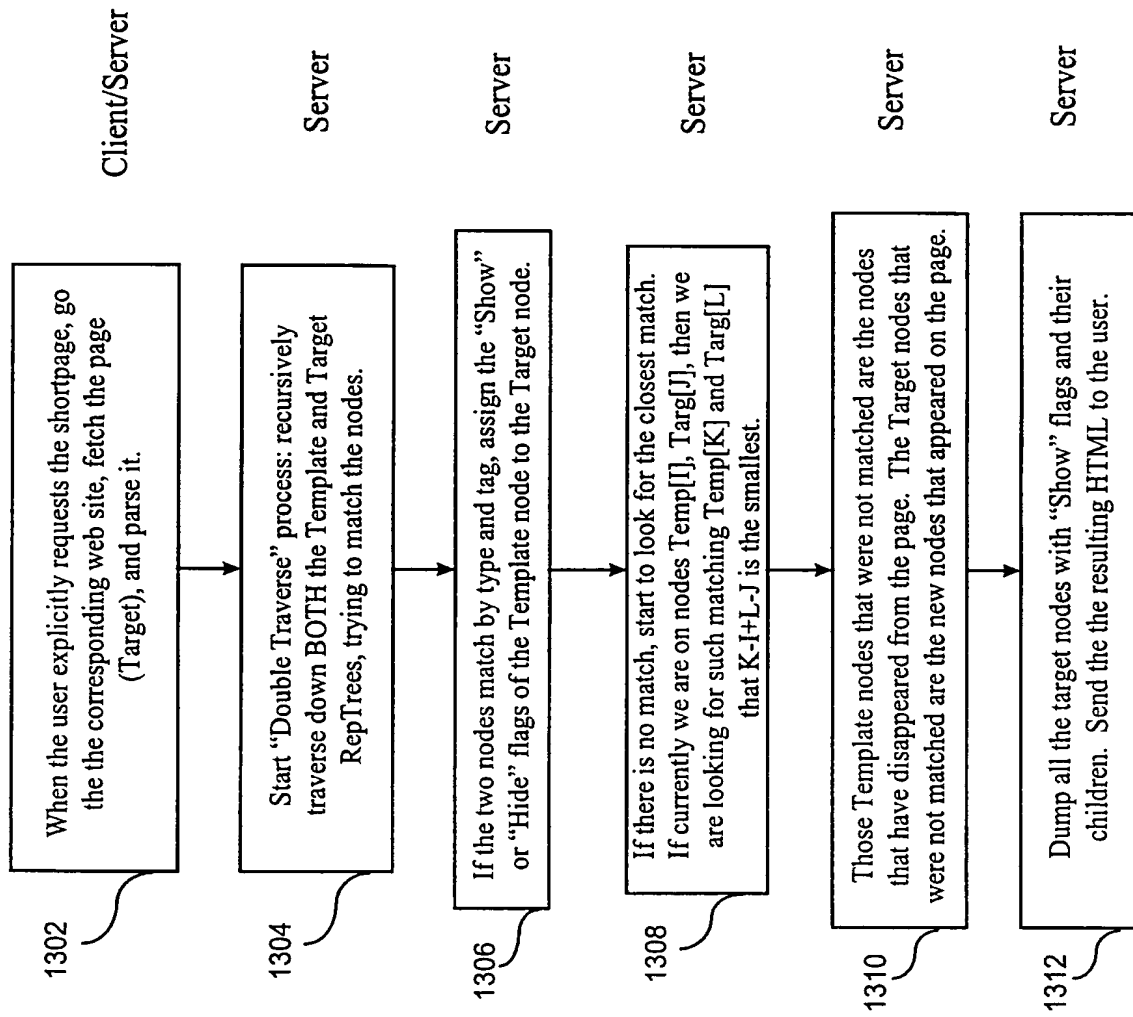 When the user explicitly requests the shortpage, go
the the corresponding web site, fetch the page
(Target), and parse it.
1302
Client/Server
Start “Double Traverse” process: recursively
traverse down BOTH the Template and Target
RepTrees, trying to match the nodes.
1304
Server
If the two nodes match by type and tag, assign the “Show”
or “Hide” flags of the Template node to the Target node.
1306
Server
If there is no match, start to look for the closest match.
If currently we are on nodes Temp[I], Targ[J], then we
are looking for such matching Temp[K] and Targ[L]
that K-I+L-J is the smallest.
1308
Server
Those Template nodes that were not matched are the nodes
that have disappeared from the page. The Target nodes that
were not matched are the new nodes that appeared on the page.
1310
Server
Dump all the target nodes with “Show” flags and their
children. Send the the resulting HTML to the user.
1312
Server